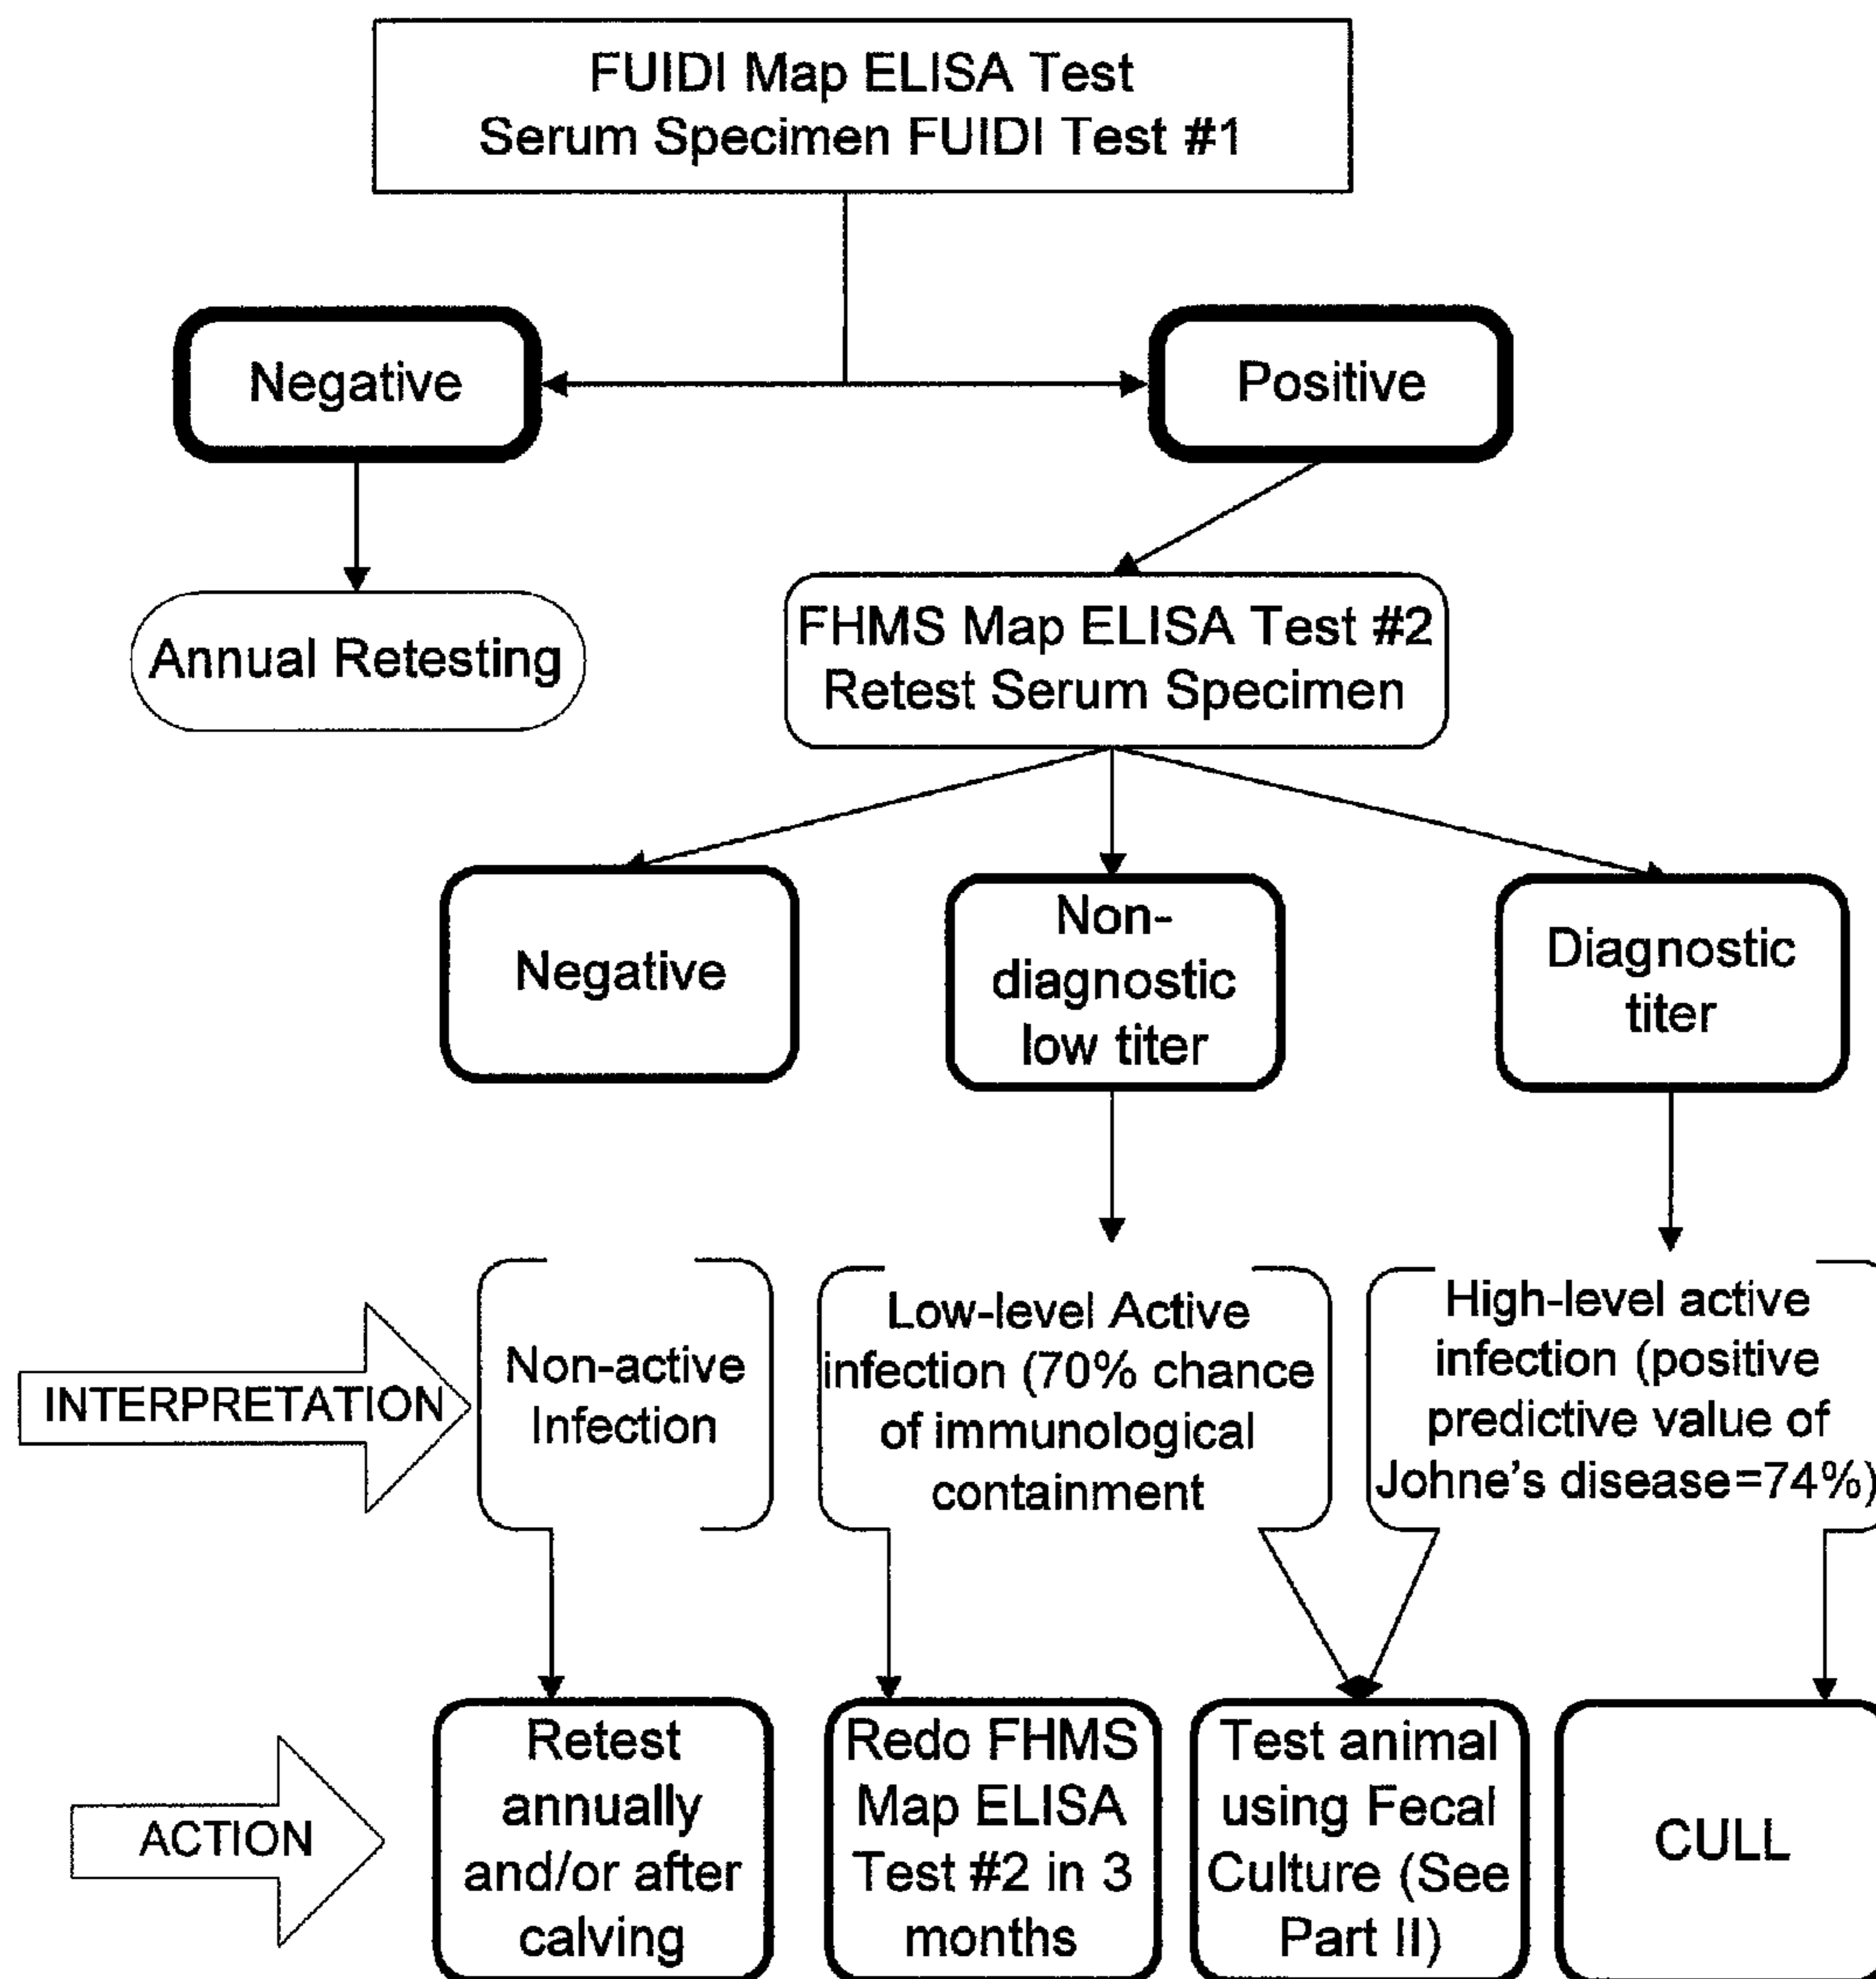 FUIDI Map ELISA Test
Serum Specimen FUIDI Test #1
Negative
Positive
Annual Retesting
FHMS Map ELISA Test #2
Retest Serum Specimen
Negative
Non-
diagnostic
low titer
Diagnostic
titer
INTERPRETATION
Non-active
Infection
Low-level Active
infection (70% chance
of immunological
containment
High-level active
infection (positive
predictive value of
Johne's disease=74%)
ACTION
Retest
annually
and/or after
calving
Redo FHMS
Map ELISA
Test #2 in 3
months
Test animal
using Fecal
Culture (See
Part II)
CULL